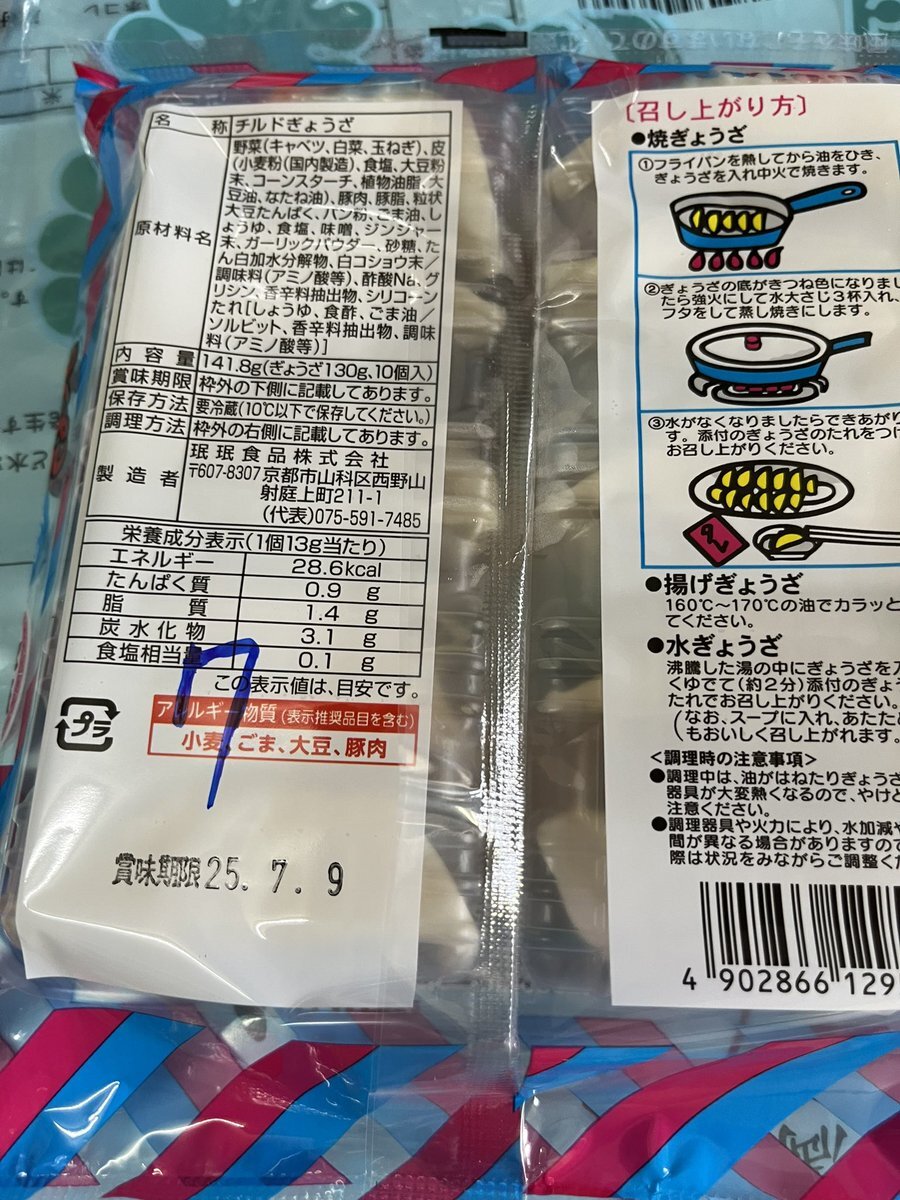 名 称 チルドぎょうざ
原材料名
野菜(キャベツ、白菜、玉ねぎ)、皮
(小麦粉(国内製造)、食塩、大豆粉
末、コーンスターチ、植物油脂、大
豆油、なたね油)、豚肉、豚脂、粒状
大豆たんぱく、パン粉、ごま油、し
ょうゆ、食塩、味噌、ジンジャー
末、ガーリックパウダー、砂糖、た
ん白加水分解物、白コショウ末/
調味料(アミノ酸等)、酢酸Na、グ
リシン、香辛料抽出物、シリコーン
たれ[しょうゆ、食酢、ごま油/
ソルビット、香辛料抽出物、調味
料(アミノ酸等)]
内容量 141.8g(ぎょうざ130g、10個入)
賞味期限 枠外の下側に記載してあります。
保存方法 要冷蔵(10℃以下で保存してください。)
調理方法 枠外の右側に記載してあります。
製造者
珉珉食品株式会社
〒607-8307 京都市山科区西野山
射庭上町211-1
(代表)075-591-7485
栄養成分表示(1個13g当たり)
エネルギー 28.6kcal
たんぱく質 0.9 g
脂質 1.4 g
炭水化物 3.1 g
食塩相当量 0.1 g
この表示値は、目安です。
7
プラ
アレルギー物質(表示推奨品目を含む)
小麦、ごま、大豆、豚肉
賞味期限25.7.9
〔召し上がり方〕
●焼ぎょうざ
①フライパンを熱してから油をひき、
ぎょうざを入れ中火で焼きます。
②ぎょうざの底がきつね色になりまし
たら強火にして水大さじ3杯入れ、
フタをして蒸し焼きにします。
③水がなくなりましたらできあがり
す。添付のぎょうざのたれをつけ
お召し上がりください。
たれ
●揚げぎょうざ
160℃〜170℃の油でカラッと
てください。
●水ぎょうざ
沸騰した湯の中にぎょうざを入
くゆでて(約2分)添付のぎょう
たれでお召し上がりください。
(なお、スープに入れ、あたため
もおいしく召し上がれます。
<調理時の注意事項>
●調理中は、油がはねたりぎょうざ
器具が大変熱くなるので、やけど
注意ください。
●調理器具や火力により、水加減や
間が異なる場合がありますので
際は状況をみながらご調整くだ
4 902866 129